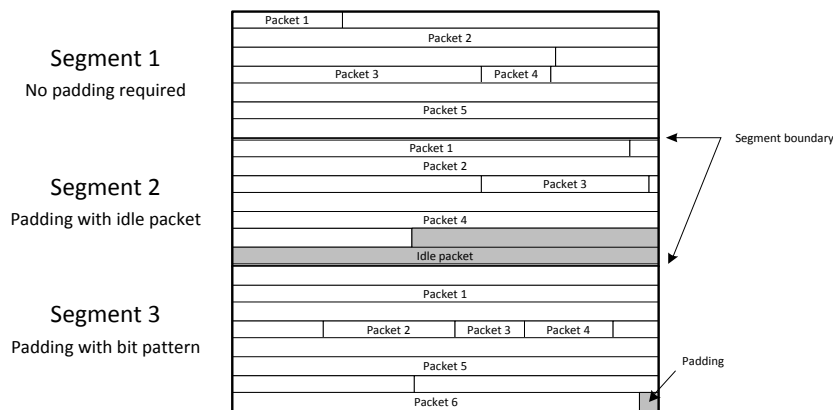 Packet 1
Packet 2
Segment 1
No padding required
Packet 3 Packet 4
Packet 5
Segment boundary
Packet 1
Packet 2
Segment 2
Padding with idle packet
Packet 3
Packet 4
Idle packet
Packet 1
Segment 3
Padding with bit pattern
Packet 2 Packet 3 Packet 4
Packet 5
Padding
Packet 6